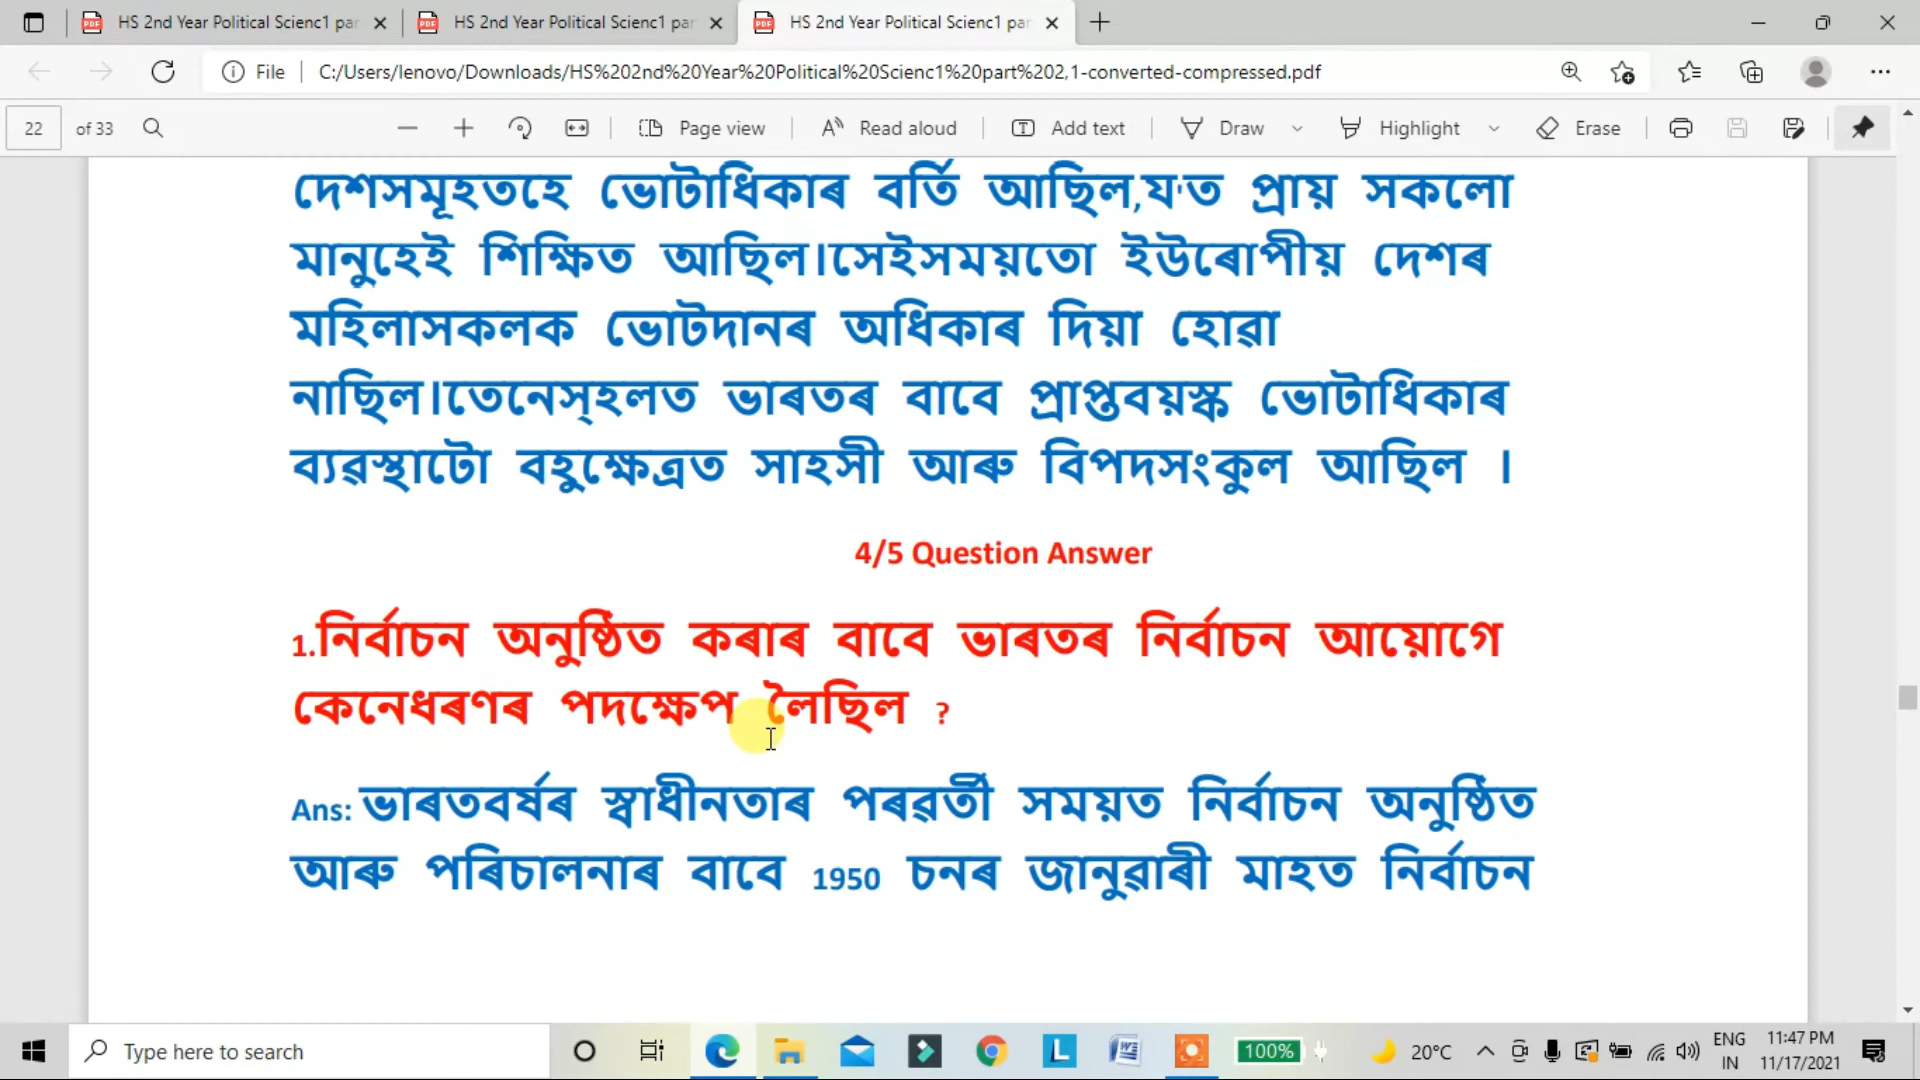 HS 2nd Year Political Scienc1 par
HS 2nd Year Political Scienc1 par
HS 2nd Year Political Scienc1 par
File
C:/Users/lenovo/Downloads/HS%202nd%20Year%20Political%20Scienc1%20part%202,1-converted-compressed.pdf
22 of 33
Page view
Read aloud
Add text
Draw
Highlight
Erase
দেশসমূহতহে ভোটাধিকাৰ বৰ্তি আছিল,য'ত প্ৰায় সকলো
মানুহেই শিক্ষিত আছিল।সেইসময়তো ইউৰোপীয় দেশৰ
মহিলাসকলক ভোটদানৰ অধিকাৰ দিয়া হোৱা
নাছিল।তেনেস্হলত ভাৰতৰ বাবে প্ৰাপ্তবয়স্ক ভোটাধিকাৰ
ব্যৱস্থাটো বহুক্ষেত্ৰত সাহসী আৰু বিপদসংকুল আছিল ।
4/5 Question Answer
1.নিৰ্বাচন অনুষ্ঠিত কৰাৰ বাবে ভাৰতৰ নিৰ্বাচন আয়োগে
কেনেধৰণৰ পদক্ষেপ লৈছিল ?
Ans: ভাৰতবৰ্ষৰ স্বাধীনতাৰ পৰৱৰ্তী সময়ত নিৰ্বাচন অনুষ্ঠিত
আৰু পৰিচালনাৰ বাবে 1950 চনৰ জানুৱাৰী মাহত নিৰ্বাচন
Type here to search
100%
20°C
ENG
IN
11:47 PM
11/17/2021